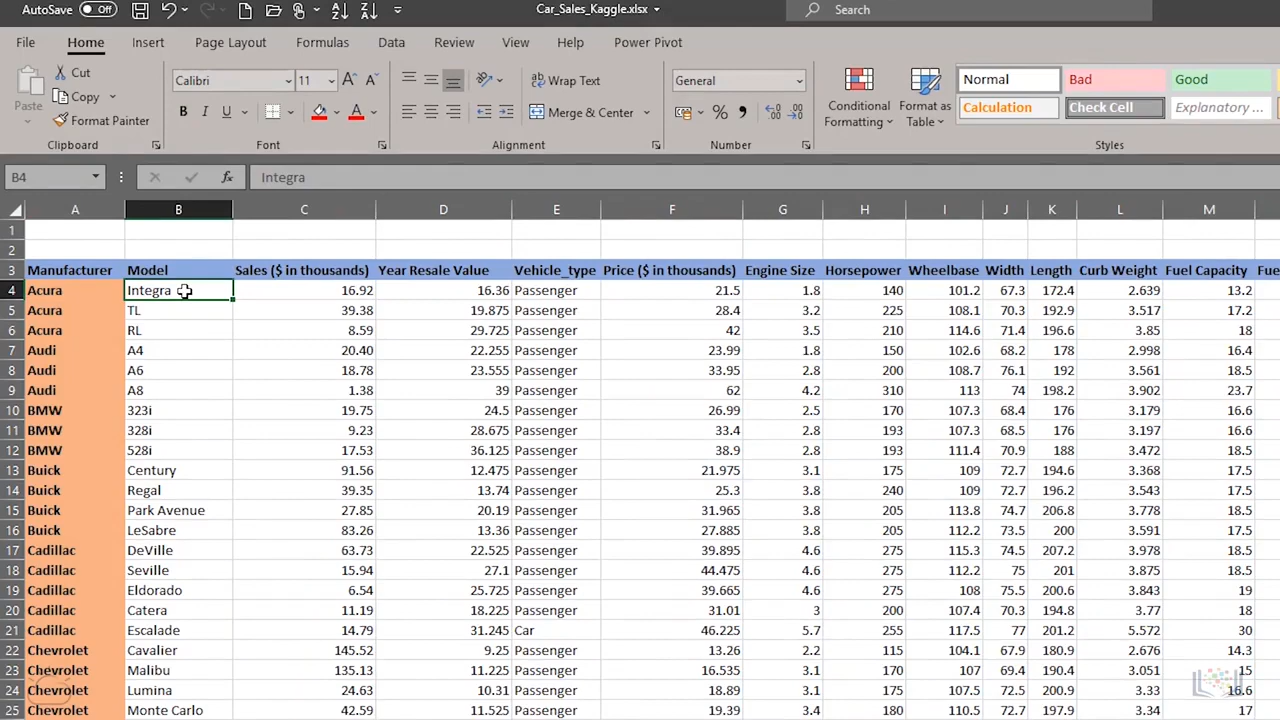 AutoSave Off Car_Sales_Kaggle.xlsx Search
File Home Insert Page Layout Formulas Data Review View Help Power Pivot
Paste Cut Copy Format Painter Clipboard
Calibri 11 B I U Font
Wrap Text Merge & Center Alignment
General Number
Conditional Formatting Format as Table
Normal Bad Good
Calculation Check Cell Explanatory ...
Styles
B4 fx Integra
A B C D E F G H I J K L M
1
2
3 Manufacturer Model Sales ($ in thousands) Year Resale Value Vehicle_type Price ($ in thousands) Engine Size Horsepower Wheelbase Width Length Curb Weight Fuel Capacity Fue
4 Acura Integra 16.92 16.36 Passenger 21.5 1.8 140 101.2 67.3 172.4 2.639 13.2
5 Acura TL 39.38 19.875 Passenger 28.4 3.2 225 108.1 70.3 192.9 3.517 17.2
6 Acura RL 8.59 29.725 Passenger 42 3.5 210 114.6 71.4 196.6 3.85 18
7 Audi A4 20.40 22.255 Passenger 23.99 1.8 150 102.6 68.2 178 2.998 16.4
8 Audi A6 18.78 23.555 Passenger 33.95 2.8 200 108.7 76.1 192 3.561 18.5
9 Audi A8 1.38 39 Passenger 62 4.2 310 113 74 198.2 3.902 23.7
10 BMW 323i 19.75 24.5 Passenger 26.99 2.5 170 107.3 68.4 176 3.179 16.6
11 BMW 328i 9.23 28.675 Passenger 33.4 2.8 193 107.3 68.5 176 3.197 16.6
12 BMW 528i 17.53 36.125 Passenger 38.9 2.8 193 111.4 70.9 188 3.472 18.5
13 Buick Century 91.56 12.475 Passenger 21.975 3.1 175 109 72.7 194.6 3.368 17.5
14 Buick Regal 39.35 13.74 Passenger 25.3 3.8 240 109 72.7 196.2 3.543 17.5
15 Buick Park Avenue 27.85 20.19 Passenger 31.965 3.8 205 113.8 74.7 206.8 3.778 18.5
16 Buick LeSabre 83.26 13.36 Passenger 27.885 3.8 205 112.2 73.5 200 3.591 17.5
17 Cadillac DeVille 63.73 22.525 Passenger 39.895 4.6 275 115.3 74.5 207.2 3.978 18.5
18 Cadillac Seville 15.94 27.1 Passenger 44.475 4.6 275 112.2 75 201 3.875 18.5
19 Cadillac Eldorado 6.54 25.725 Passenger 39.665 4.6 275 108 75.5 200.6 3.843 19
20 Cadillac Catera 11.19 18.225 Passenger 31.01 3 200 107.4 70.3 194.8 3.77 18
21 Cadillac Escalade 14.79 31.245 Car 46.225 5.7 255 117.5 77 201.2 5.572 30
22 Chevrolet Cavalier 145.52 9.25 Passenger 13.26 2.2 115 104.1 67.9 180.9 2.676 14.3
23 Chevrolet Malibu 135.13 11.225 Passenger 16.535 3.1 170 107 69.4 190.4 3.051 15
24 Chevrolet Lumina 24.63 10.31 Passenger 18.89 3.1 175 107.5 72.5 200.9 3.33 16.6
25 Chevrolet Monte Carlo 42.59 11.525 Passenger 19.39 3.4 180 110.5 72.7 197.9 3.34 17